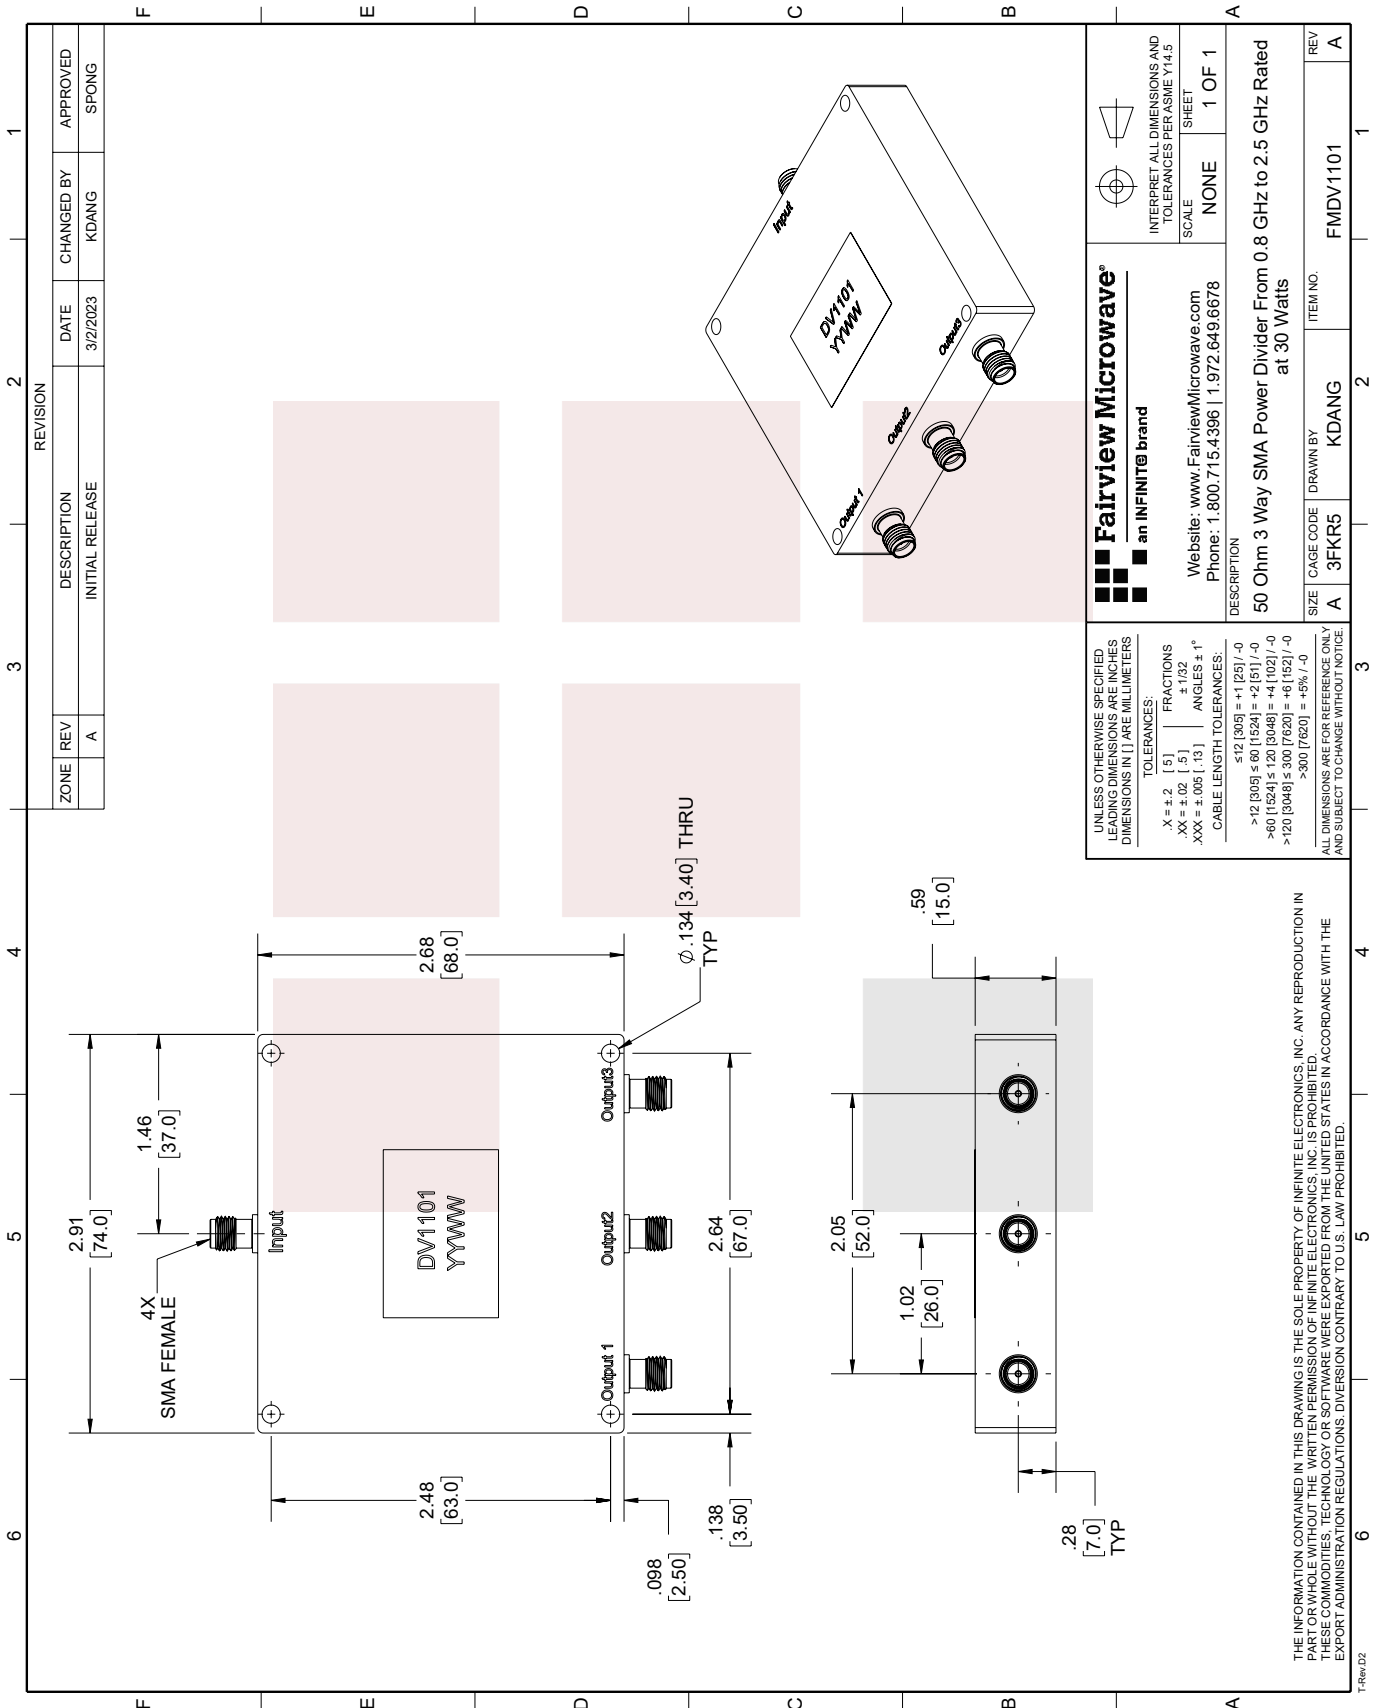 6
5
4
3
2
1
F
E
D
C
B
A
REVISION
ZONE REV DESCRIPTION DATE CHANGED BY APPROVED
A INITIAL RELEASE 3/2/2023 KDANG SPONG
2.91
[74.0]
1.46
[37.0]
4X
SMA FEMALE
Input
DV1101
YYWW
Output 1
Output2
Output3
2.48
[63.0]
2.68
[68.0]
.098
[2.50]
.138
[3.50]
2.64
[67.0]
∅.134 [3.40] THRU
TYP
2.05
[52.0]
1.02
[26.0]
.59
[15.0]
.28
[7.0]
TYP
Input
DV1101
YYWW
Output 1
Output2
Output3
UNLESS OTHERWISE SPECIFIED
LEADING DIMENSIONS ARE INCHES
DIMENSIONS IN [ ] ARE MILLIMETERS
TOLERANCES:
.X = ±.2 [ 5] FRACTIONS
.XX = ±.02 [ .5] ± 1/32
.XXX = ±.005 [ .13 ] ANGLES ± 1°
CABLE LENGTH TOLERANCES:
≤12 [305] = +1 [25] / -0
>12 [305] ≤ 60 [1524] = +2 [51] / -0
>60 [1524] ≤ 120 [3048] = +4 [102] / -0
>120 [3048] ≤ 300 [7620] = +6 [152] / -0
>300 [7620] = +5% / -0
ALL DIMENSIONS ARE FOR REFERENCE ONLY
AND SUBJECT TO CHANGE WITHOUT NOTICE.
Fairview Microwave®
an INFINITE brand
Website: www.FairviewMicrowave.com
Phone: 1.800.715.4396 | 1.972.649.6678
INTERPRET ALL DIMENSIONS AND
TOLERANCES PER ASME Y14.5
SCALE SHEET
NONE 1 OF 1
DESCRIPTION
50 Ohm 3 Way SMA Power Divider From 0.8 GHz to 2.5 GHz Rated
at 30 Watts
SIZE CAGE CODE DRAWN BY ITEM NO. REV
A 3FKR5 KDANG FMDV1101 A
THE INFORMATION CONTAINED IN THIS DRAWING IS THE SOLE PROPERTY OF INFINITE ELECTRONICS, INC. ANY REPRODUCTION IN
PART OR WHOLE WITHOUT THE WRITTEN PERMISSION OF INFINITE ELECTRONICS, INC. IS PROHIBITED.
THESE COMMODITIES, TECHNOLOGY OR SOFTWARE WERE EXPORTED FROM THE UNITED STATES IN ACCORDANCE WITH THE
EXPORT ADMINISTRATION REGULATIONS. DIVERSION CONTRARY TO U.S. LAW PROHIBITED.
F
E
D
C
B
A
6
5
4
3
2
1
T-Rev.D2